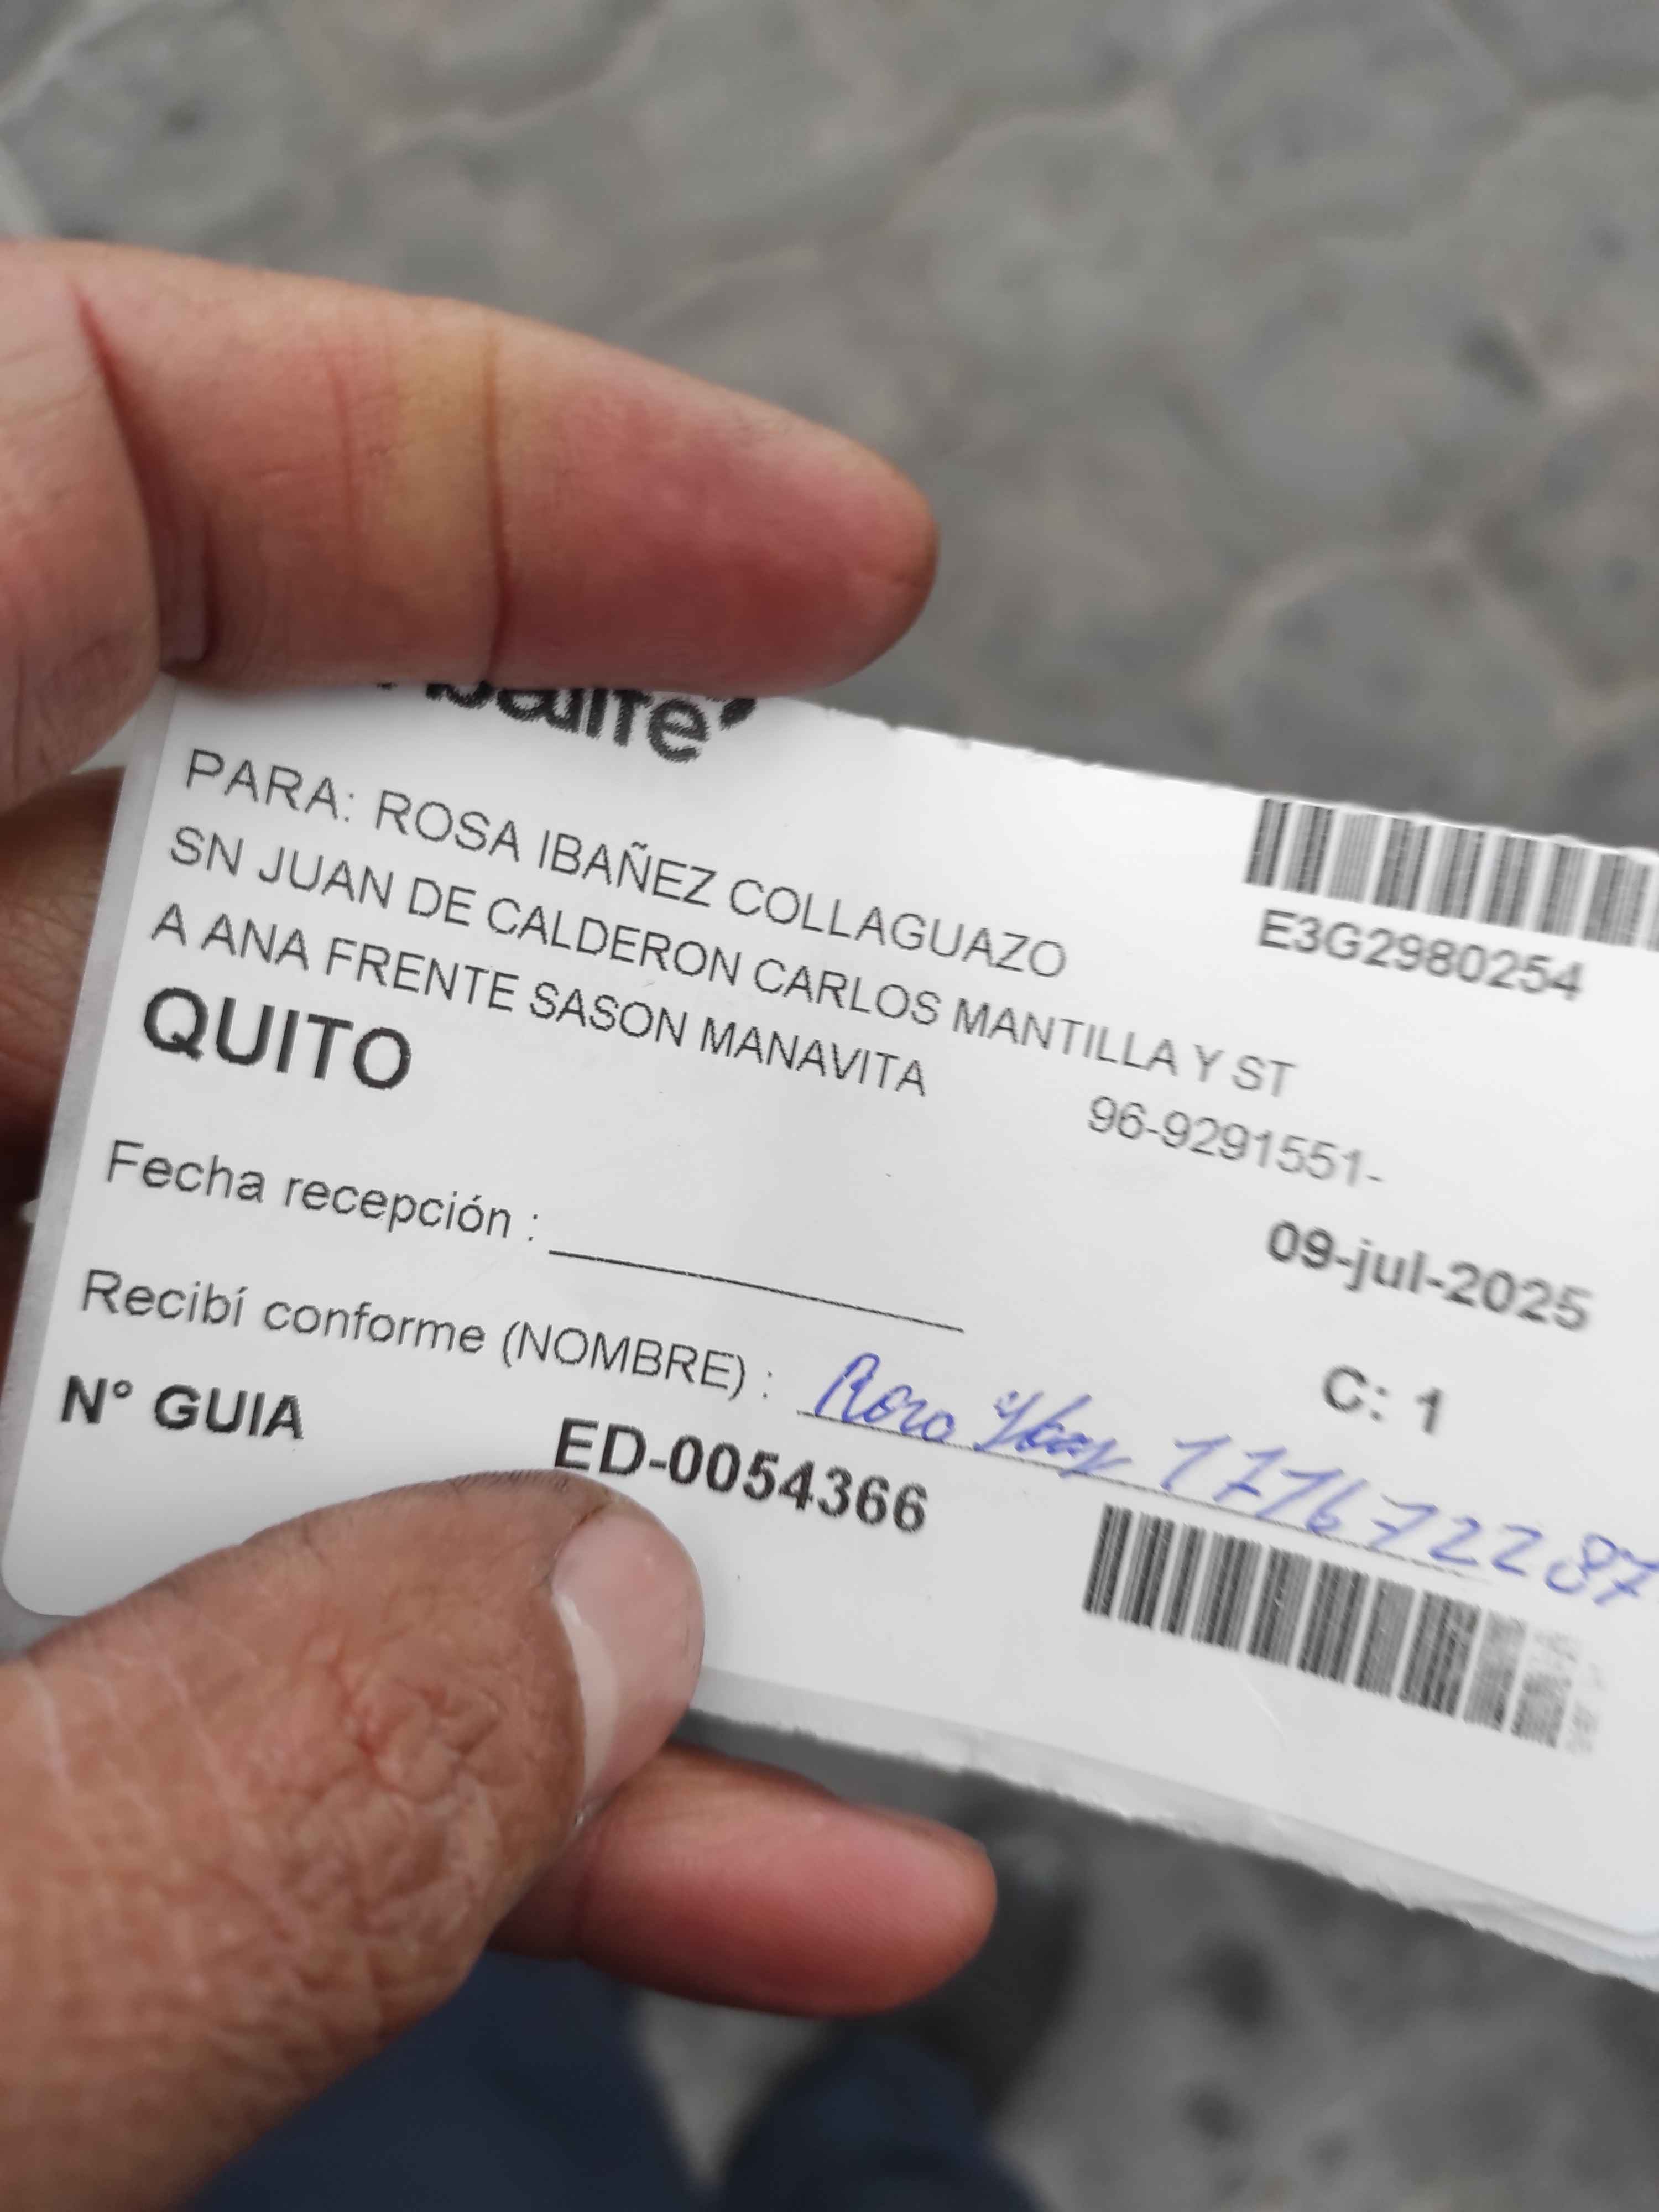 PARA: ROSA IBAÑEZ COLLAGUAZO
E3G2980254
SN JUAN DE CALDERON CARLOS MANTILLA Y ST
A ANA FRENTE SASON MANAVITA
96-9291551-
QUITO
09-jul-2025
Fecha recepción :
C: 1
Recibí conforme (NOMBRE) :
N° GUIA
ED-0054366